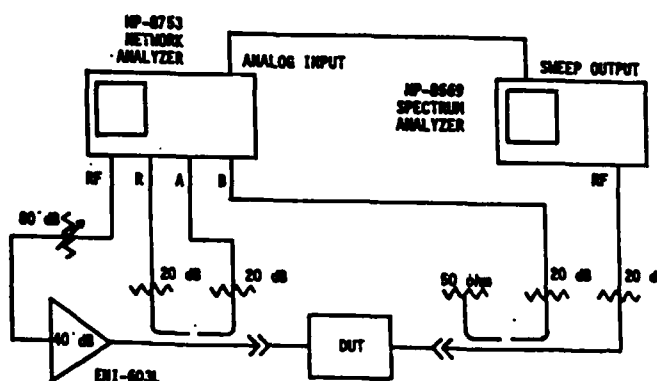 HP-8753
NETWORK
ANALYZER
ANALOG INPUT
SWEEP OUTPUT
HP-8569
SPECTRUM
ANALYZER
RF
R
A
B
RF
80 dB
20 dB
20 dB
50 ohm
20 dB
20 d
40 dB
DUT
ENI-603L